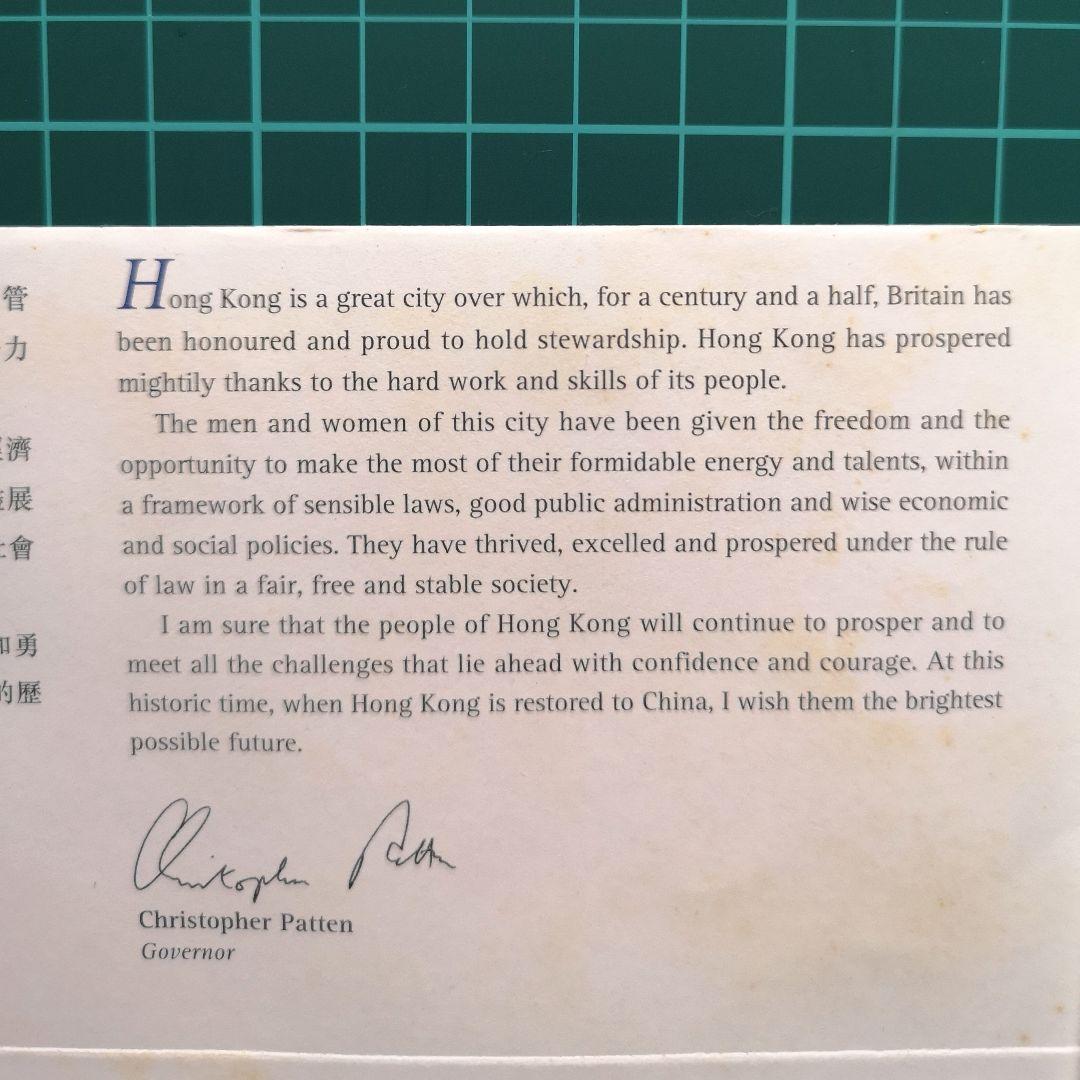 管
力
濟
展
會
和勇
的歷
Hong Kong is a great city over which, for a century and a half, Britain has
been honoured and proud to hold stewardship. Hong Kong has prospered
mightily thanks to the hard work and skills of its people.
The men and women of this city have been given the freedom and the
opportunity to make the most of their formidable energy and talents, within
a framework of sensible laws, good public administration and wise economic
and social policies. They have thrived, excelled and prospered under the rule
of law in a fair, free and stable society.
I am sure that the people of Hong Kong will continue to prosper and to
meet all the challenges that lie ahead with confidence and courage. At this
historic time, when Hong Kong is restored to China, I wish them the brightest
possible future.
Christopher Patten
Christopher Patten
Governor